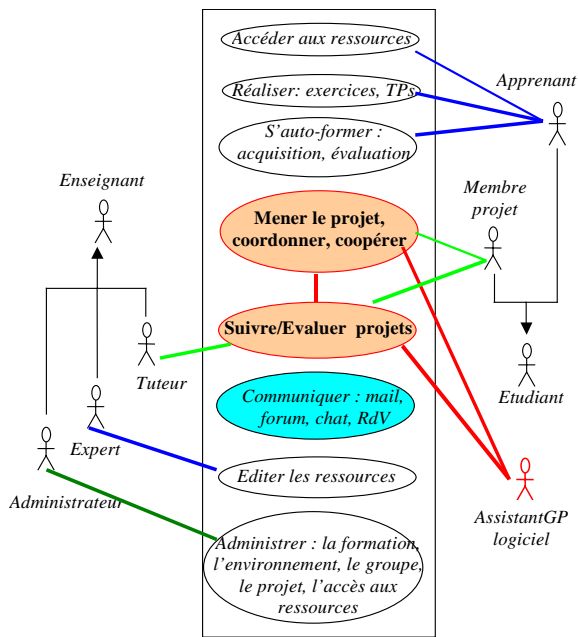 Accéder aux ressources
Réaliser: exercices, TPs
Apprenant
S'auto-former :
acquisition, évaluation
Enseignant
Membre
projet
Mener le projet,
coordonner, coopérer
Suivre/Evaluer projets
Tuteur
Etudiant
Communiquer : mail,
forum, chat, RdV
Expert
Editer les ressources
Administrateur
AssistantGP
logiciel
Administrer : la formation,
l'environnement, le groupe,
le projet, l'accès aux
ressources